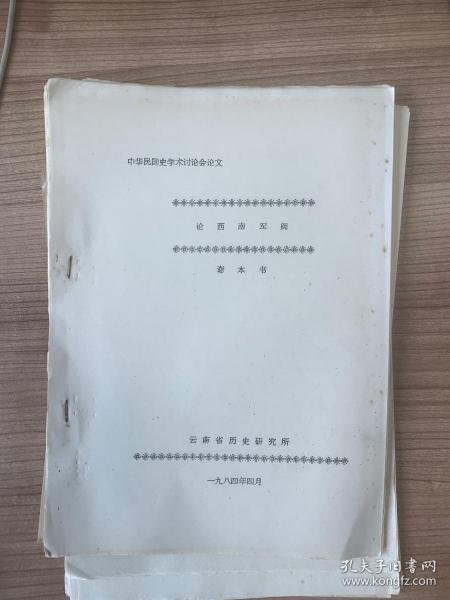 中华民国史学术讨论会论文
论西南军阀
谢本书
云南省历史研究所
一九八四年四月
孔夫子旧书网
www.kongfz.com